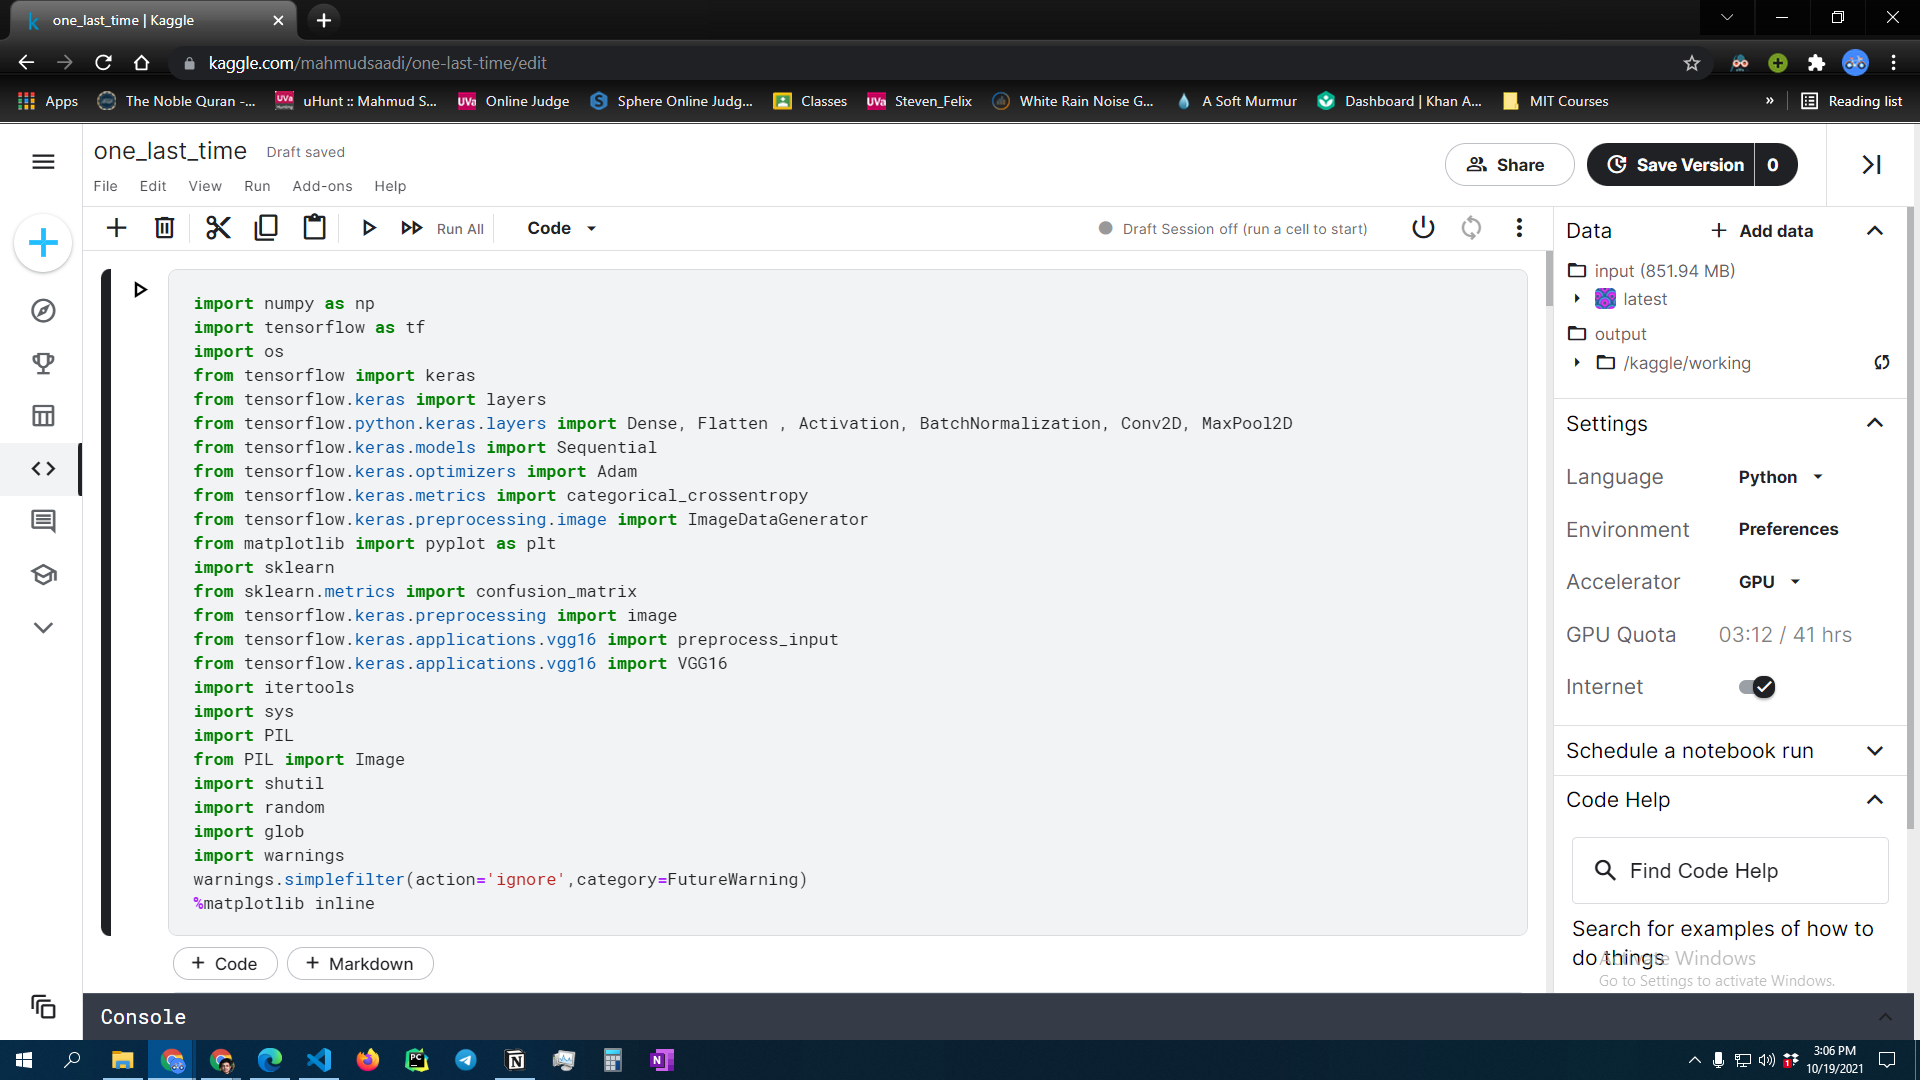 one_last_time | Kaggle
kaggle.com/mahmudsaadi/one-last-time/edit
Apps
The Noble Quran -...
UVa
uHunt :: Mahmud S...
UVa
Online Judge
Sphere Online Judg...
Classes
UVa
Steven_Felix
White Rain Noise G...
A Soft Murmur
Dashboard | Khan A...
MIT Courses
»
Reading list
one_last_time
Draft saved
Share
Save Version
0
File
Edit
View
Run
Add-ons
Help
Run All
Code
Draft Session off (run a cell to start)
import numpy as np
import tensorflow as tf
import os
from tensorflow import keras
from tensorflow.keras import layers
from tensorflow.python.keras.layers import Dense, Flatten , Activation, BatchNormalization, Conv2D, MaxPool2D
from tensorflow.keras.models import Sequential
from tensorflow.keras.optimizers import Adam
from tensorflow.keras.metrics import categorical_crossentropy
from tensorflow.keras.preprocessing.image import ImageDataGenerator
from matplotlib import pyplot as plt
import sklearn
from sklearn.metrics import confusion_matrix
from tensorflow.keras.preprocessing import image
from tensorflow.keras.applications.vgg16 import preprocess_input
from tensorflow.keras.applications.vgg16 import VGG16
import itertools
import sys
import PIL
from PIL import Image
import shutil
import random
import glob
import warnings
warnings.simplefilter(action='ignore',category=FutureWarning)
%matplotlib inline
+ Code
+ Markdown
Data
+ Add data
input (851.94 MB)
latest
output
/kaggle/working
Settings
Language
Python
Environment
Preferences
Accelerator
GPU
GPU Quota
03:12 / 41 hrs
Internet
Schedule a notebook run
Code Help
Find Code Help
Search for examples of how to
do things
Activate Windows
Go to Settings to activate Windows.
Console
3:06 PM
10/19/2021